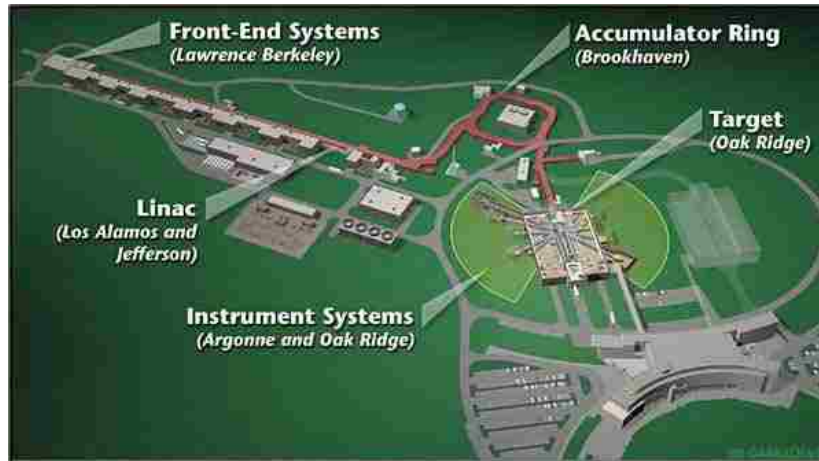 Front-End Systems
(Lawrence Berkeley)
Accumulator Ring
(Brookhaven)
Target
(Oak Ridge)
Linac
(Los Alamos and
Jefferson)
Instrument Systems
(Argonne and Oak Ridge)